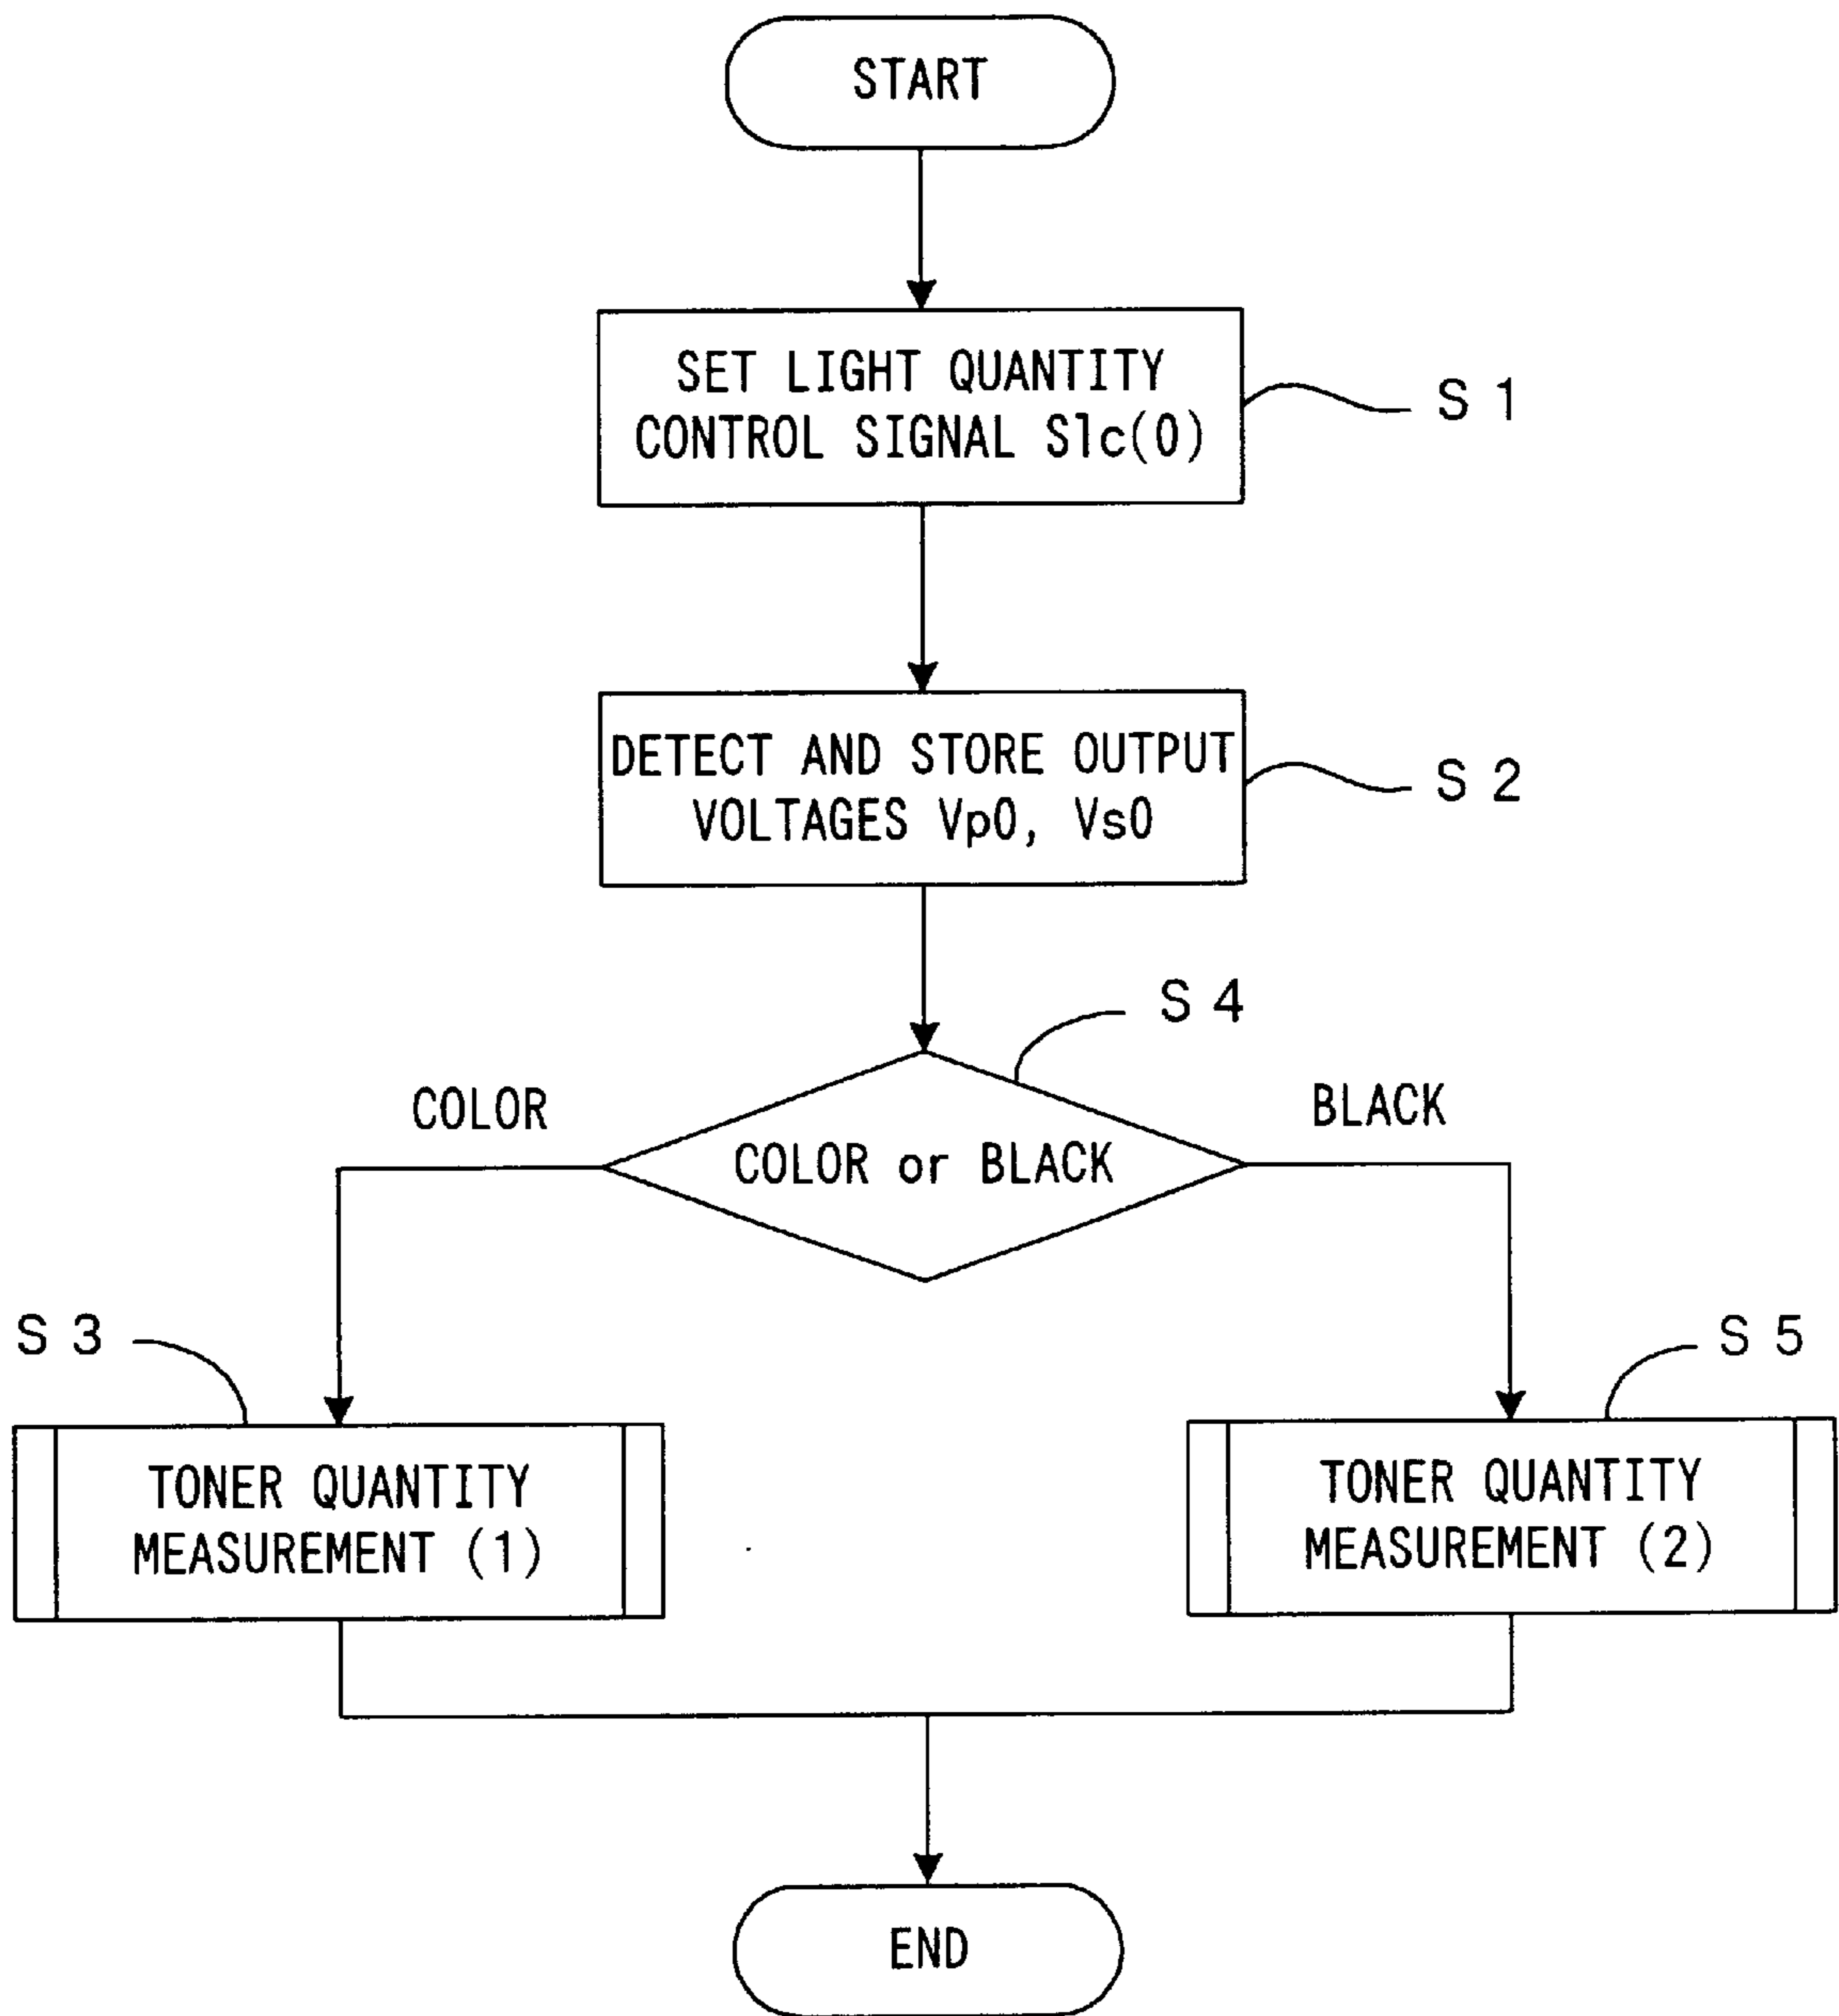 START
SET LIGHT QUANTITY
CONTROL SIGNAL Slc(0)
S 1
DETECT AND STORE OUTPUT
VOLTAGES Vp0, Vs0
S 2
S 4
COLOR
BLACK
COLOR or BLACK
S 3
S 5
TONER QUANTITY
MEASUREMENT (1)
TONER QUANTITY
MEASUREMENT (2)
END